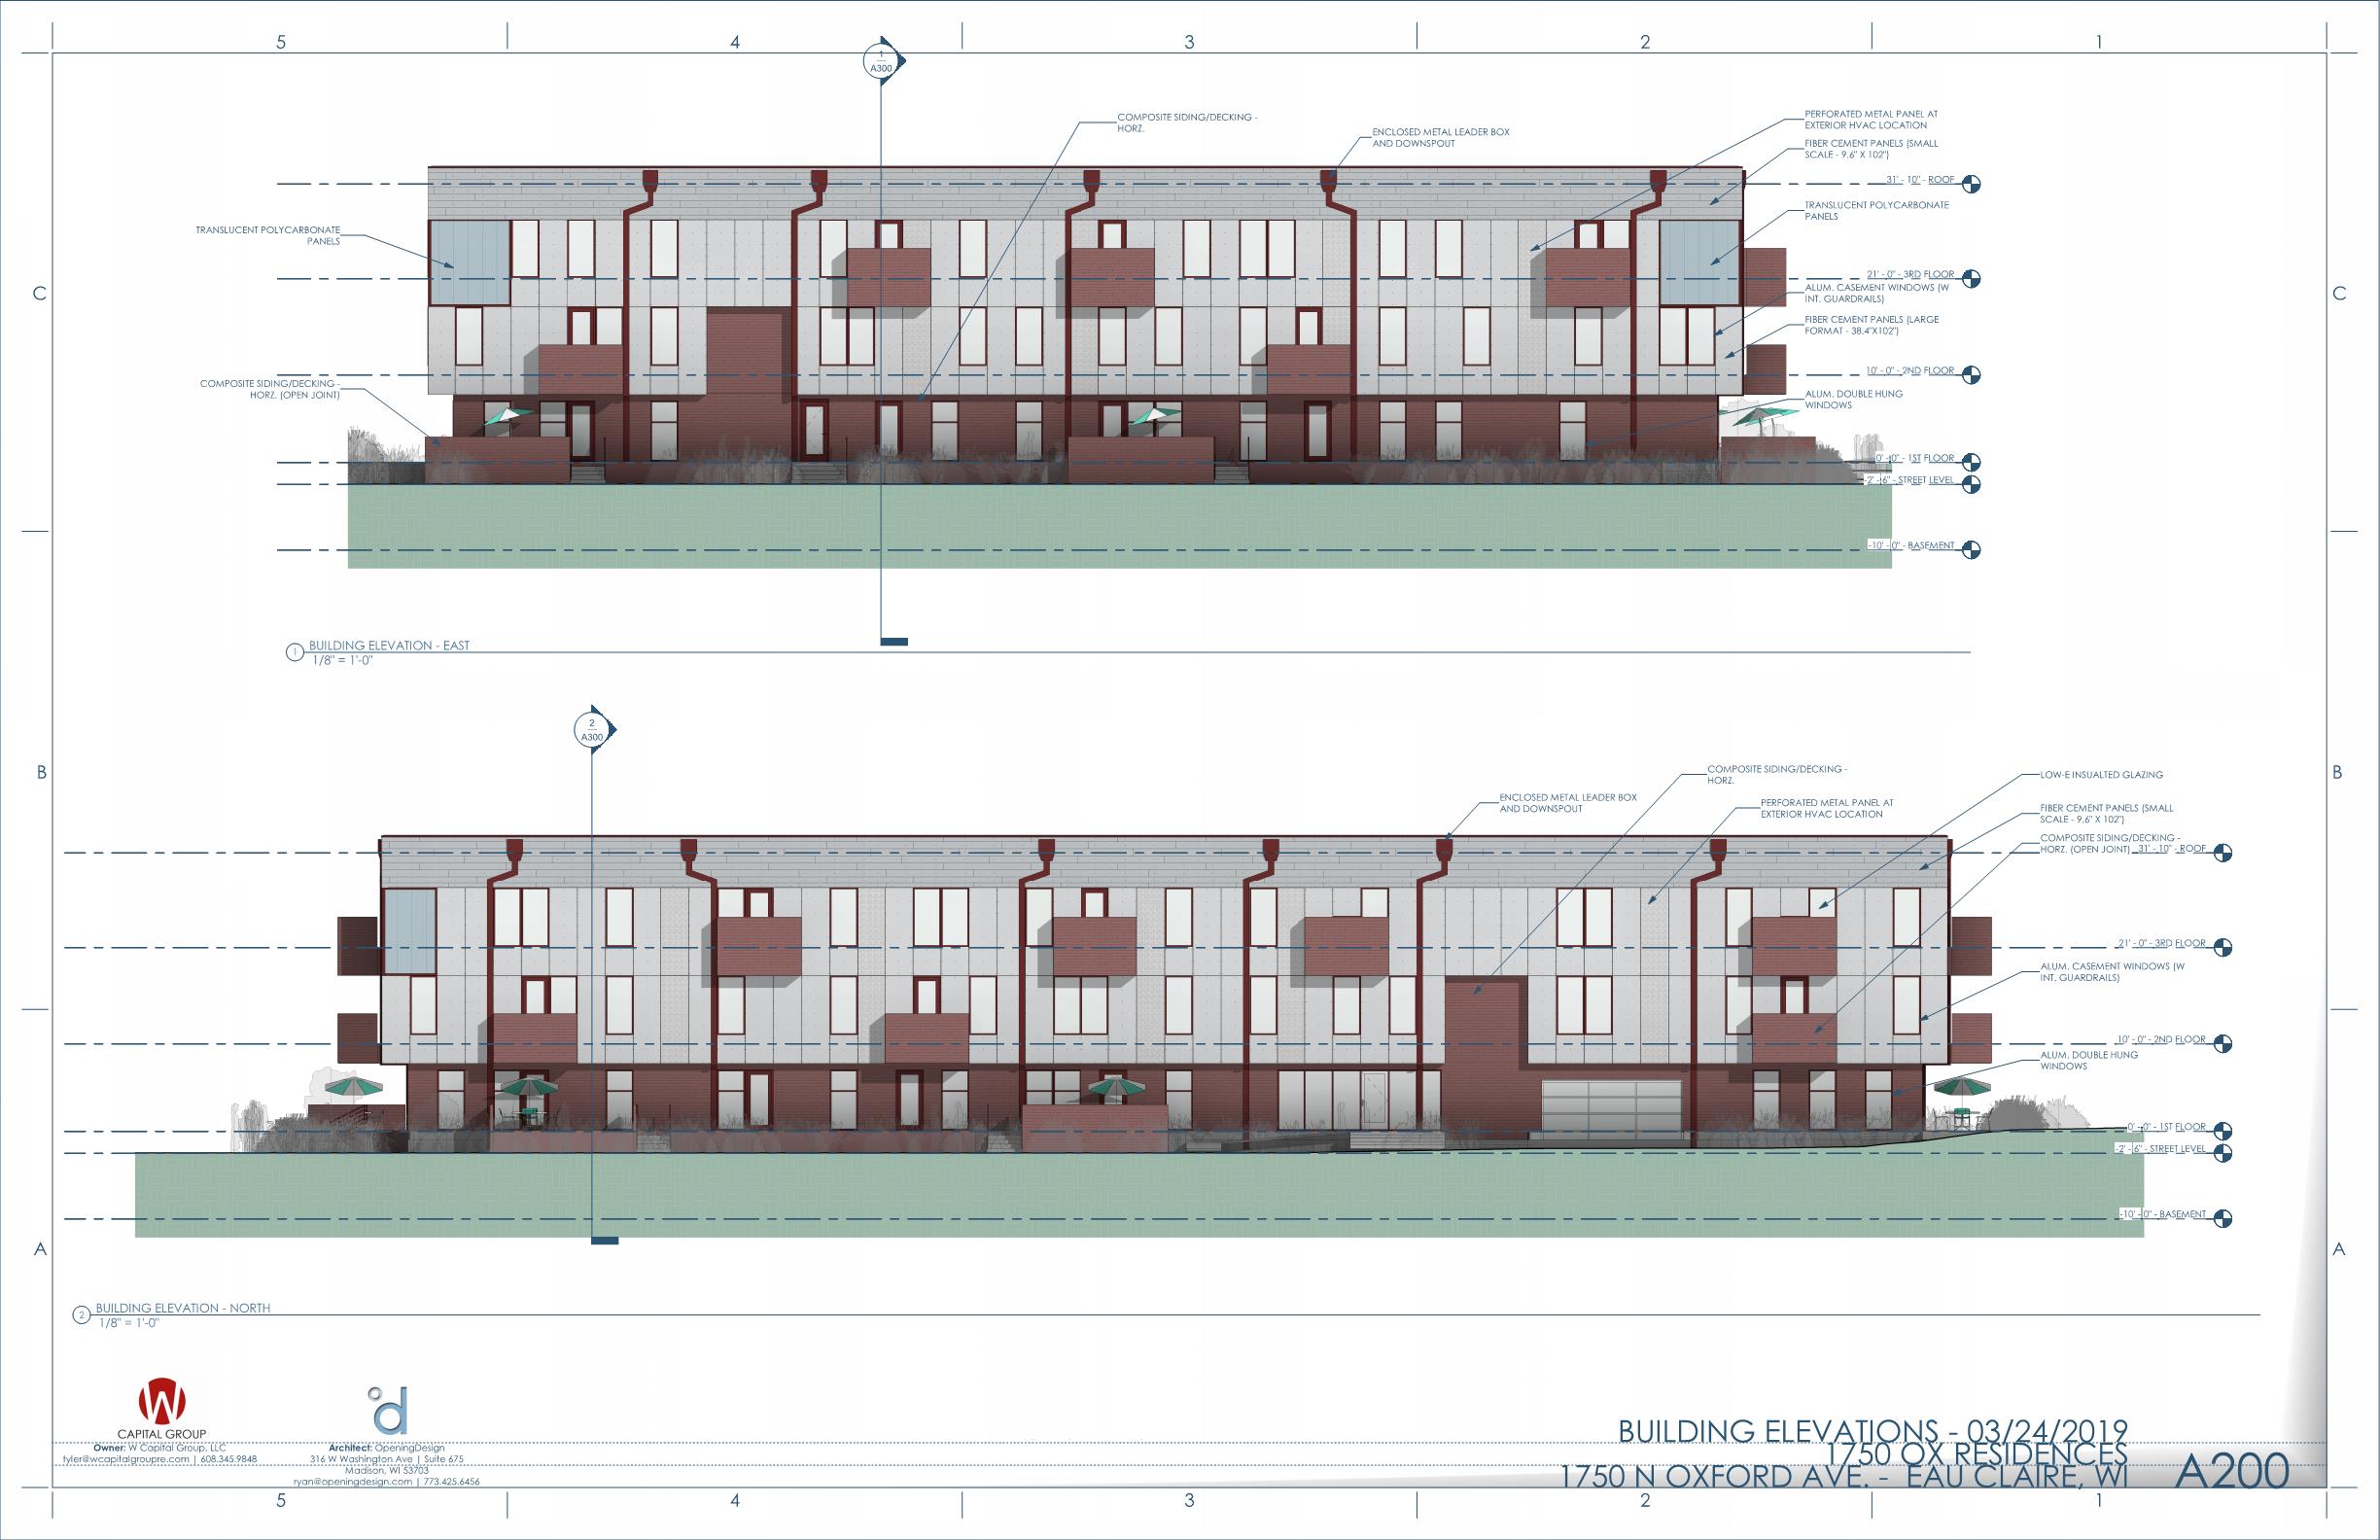 5 4 3 2 1
1
A300
COMPOSITE SIDING/DECKING -
HORZ.
ENCLOSED METAL LEADER BOX
AND DOWNSPOUT
PERFORATED METAL PANEL AT
EXTERIOR HVAC LOCATION
FIBER CEMENT PANELS (SMALL
SCALE - 9.6" X 102")
31' - 10" - ROOF
TRANSLUCENT POLYCARBONATE
PANELS
TRANSLUCENT POLYCARBONATE
PANELS
21' - 0" - 3RD FLOOR
ALUM. CASEMENT WINDOWS (W
INT. GUARDRAILS)
C
C
FIBER CEMENT PANELS (LARGE
FORMAT - 38.4"X102")
10' - 0" - 2ND FLOOR
COMPOSITE SIDING/DECKING -
HORZ. (OPEN JOINT)
ALUM. DOUBLE HUNG
WINDOWS
0' - 0" - 1ST FLOOR
-2' - 6" - STREET LEVEL
-10' - 0" - BASEMENT
1 BUILDING ELEVATION - EAST
1/8" = 1'-0"
2
A300
B
B
COMPOSITE SIDING/DECKING -
HORZ.
LOW-E INSUALTED GLAZING
ENCLOSED METAL LEADER BOX
AND DOWNSPOUT
PERFORATED METAL PANEL AT
EXTERIOR HVAC LOCATION
FIBER CEMENT PANELS (SMALL
SCALE - 9.6" X 102")
COMPOSITE SIDING/DECKING -
HORZ. (OPEN JOINT)
31' - 10" - ROOF
21' - 0" - 3RD FLOOR
ALUM. CASEMENT WINDOWS (W
INT. GUARDRAILS)
10' - 0" - 2ND FLOOR
ALUM. DOUBLE HUNG
WINDOWS
0' - 0" - 1ST FLOOR
-2' - 6" - STREET LEVEL
-10' - 0" - BASEMENT
A
A
2 BUILDING ELEVATION - NORTH
1/8" = 1'-0"
W
CAPITAL GROUP
Owner: W Capital Group, LLC
tyler@wcapitalgroupre.com | 608.345.9848
°d
Architect: OpeningDesign
316 W Washington Ave | Suite 675
Madison, WI 53703
ryan@openingdesign.com | 773.425.6456
BUILDING ELEVATIONS - 03/24/2019
1750 OX RESIDENCES
1750 N OXFORD AVE. - EAU CLAIRE, WI
A200
5 4 3 2 1